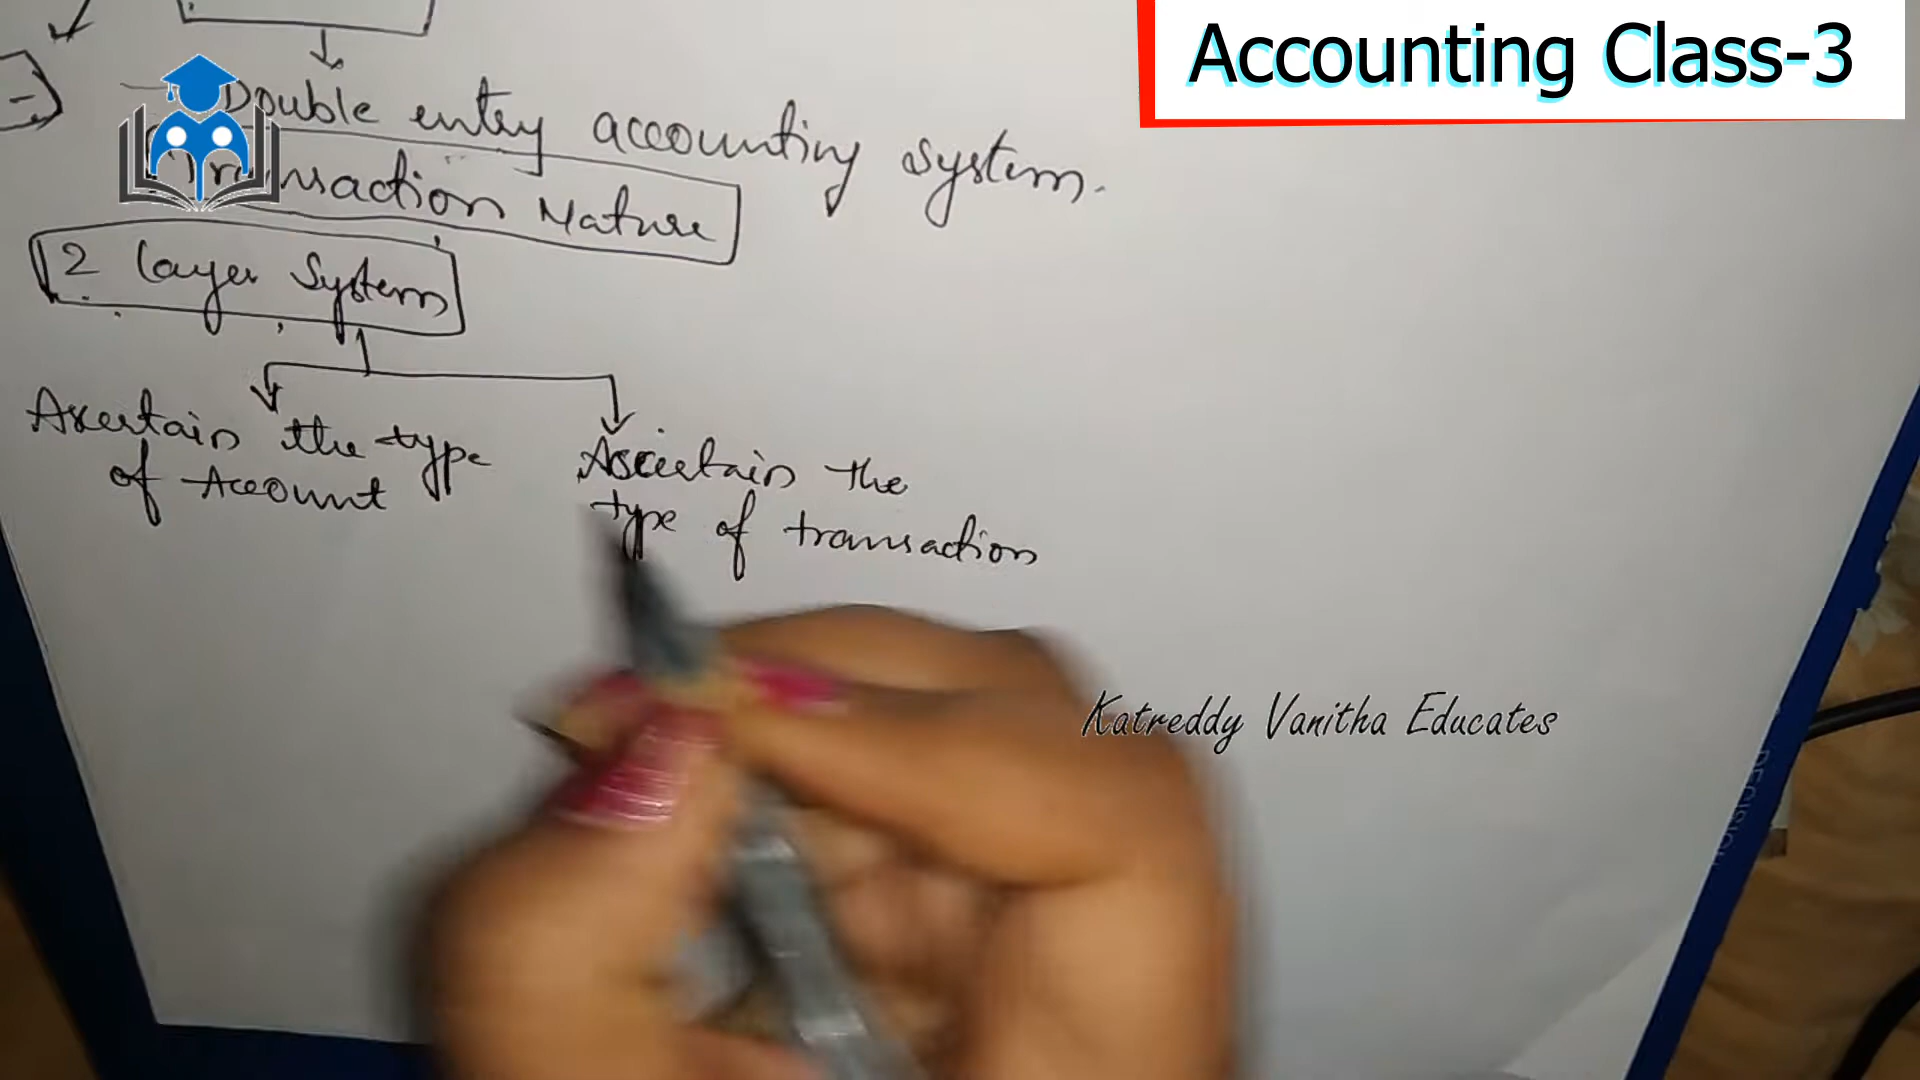 Accounting Class-3
Double entry accounting system.
Transaction Nature
2 Layer System
Ascertain the type
of Account
Ascertain the
type of transaction
Katreddy Vanitha Educates